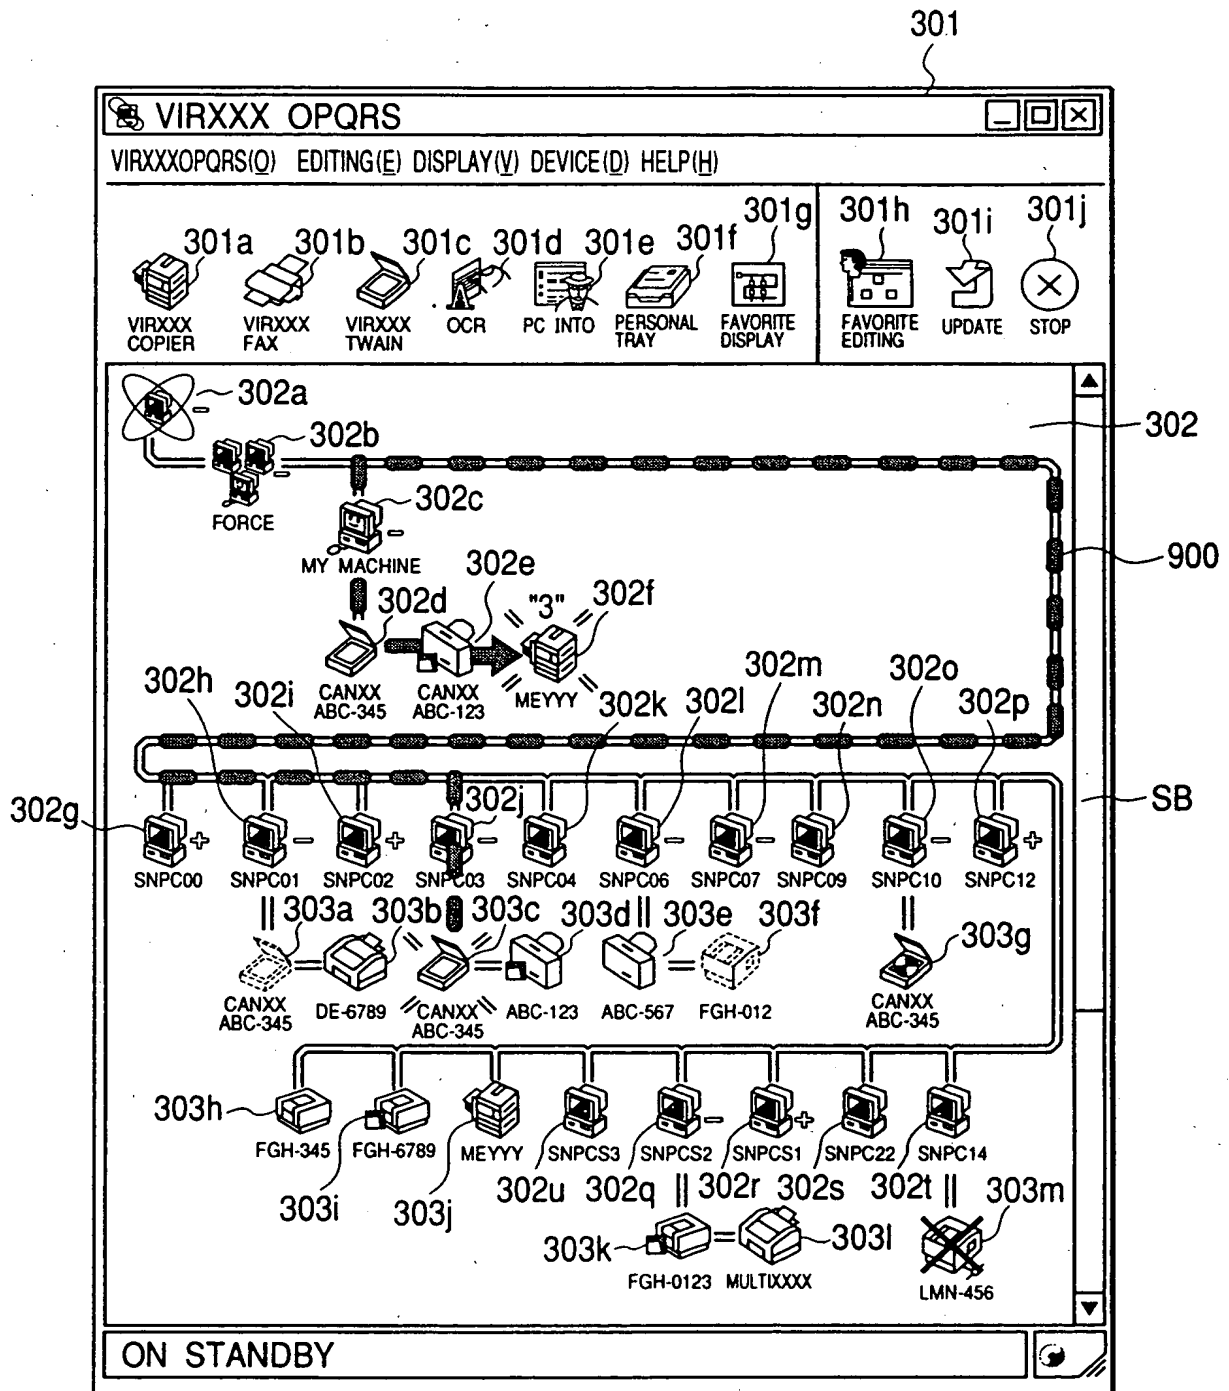 301
VIRXXX OPQRS
VIRXXXOPQRS(O) EDITING(E) DISPLAY(V) DEVICE(D) HELP(H)
301a 301b 301c 301d 301e 301f 301g 301h 301i 301j
VIRXXX COPIER
VIRXXX FAX
VIRXXX TWAIN
OCR
PC INTO
PERSONAL TRAY
FAVORITE DISPLAY
FAVORITE EDITING
UPDATE
STOP
302a
302
302b
FORCE
302c
MY MACHINE
900
302d 302e "3" 302f
CANXX ABC-345
CANXX ABC-123
MEYYY
302h 302i 302k 302l 302m 302n 302o 302p
302g 302j SB
SNPC00 SNPC01 SNPC02 SNPC03 SNPC04 SNPC06 SNPC07 SNPC09 SNPC10 SNPC12
303a 303b 303c 303d 303e 303f 303g
CANXX ABC-345
DE-6789
CANXX ABC-345
ABC-123
ABC-567
FGH-012
CANXX ABC-345
303h
FGH-345 FGH-6789 MEYYY SNPCS3 SNPCS2 SNPCS1 SNPC22 SNPC14
303i 303j 302u 302q 302r 302s 302t 303m
303k 303l
FGH-0123 MULTIXXXX LMN-456
ON STANDBY